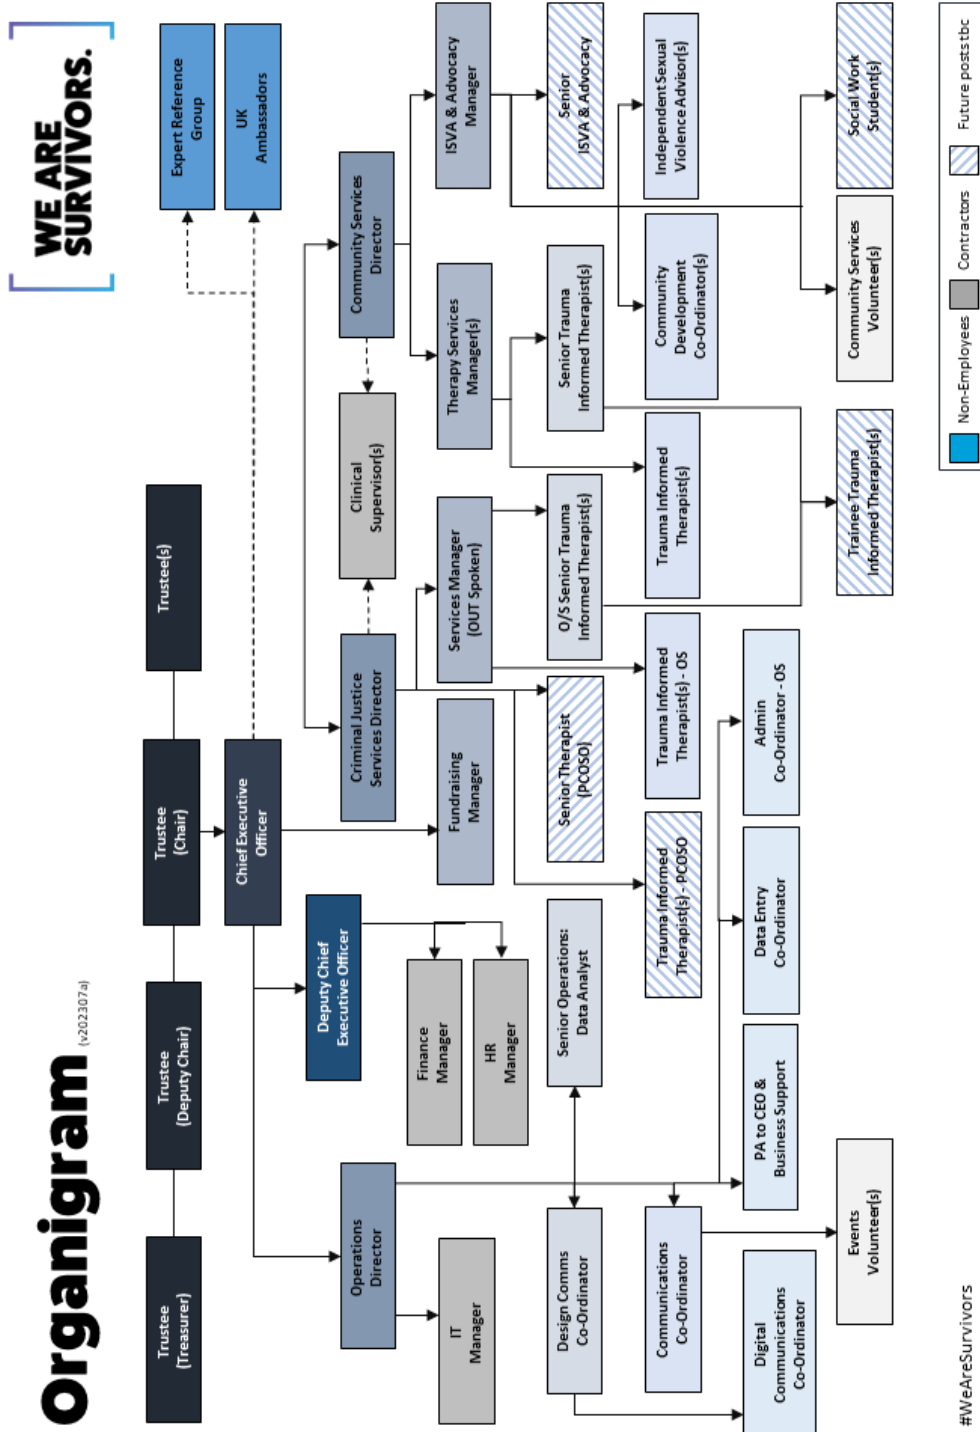 Organigram
(v202307a)
WE ARE
SURVIVORS.
Trustee
(Treasurer)
Trustee
(Deputy Chair)
Trustee
(Chair)
Trustee(s)
Expert Reference
Group
Chief Executive
Officer
UK
Ambassadors
Deputy Chief
Executive Officer
Operations
Director
Criminal Justice
Services Director
Clinical
Supervisor(s)
Community Services
Director
Finance
Manager
HR
Manager
IT
Manager
Fundraising
Manager
Services Manager
(OUT Spoken)
Therapy Services
Manager(s)
ISVA & Advocacy
Manager
Design Comms
Co-Ordinator
Senior Operations:
Data Analyst
Senior Therapist
(PCOSO)
O/S Senior Trauma
Informed Therapist(s)
Senior Trauma
Informed Therapist(s)
Senior
ISVA & Advocacy
Communications
Co-Ordinator
Trauma Informed
Therapist(s) - PCOSO
Trauma Informed
Therapist(s) - OS
Trauma Informed
Therapist(s)
Community
Development
Co-Ordinator(s)
Independent Sexual
Violence Advisor(s)
Digital
Communications
Co-Ordinator
PA to CEO &
Business Support
Data Entry
Co-Ordinator
Admin
Co-Ordinator - OS
Events
Volunteer(s)
Trainee Trauma
Informed Therapist(s)
Community Services
Volunteer(s)
Social Work
Student(s)
#WeAreSurvivors
Non-Employees
Contractors
Future posts tbc